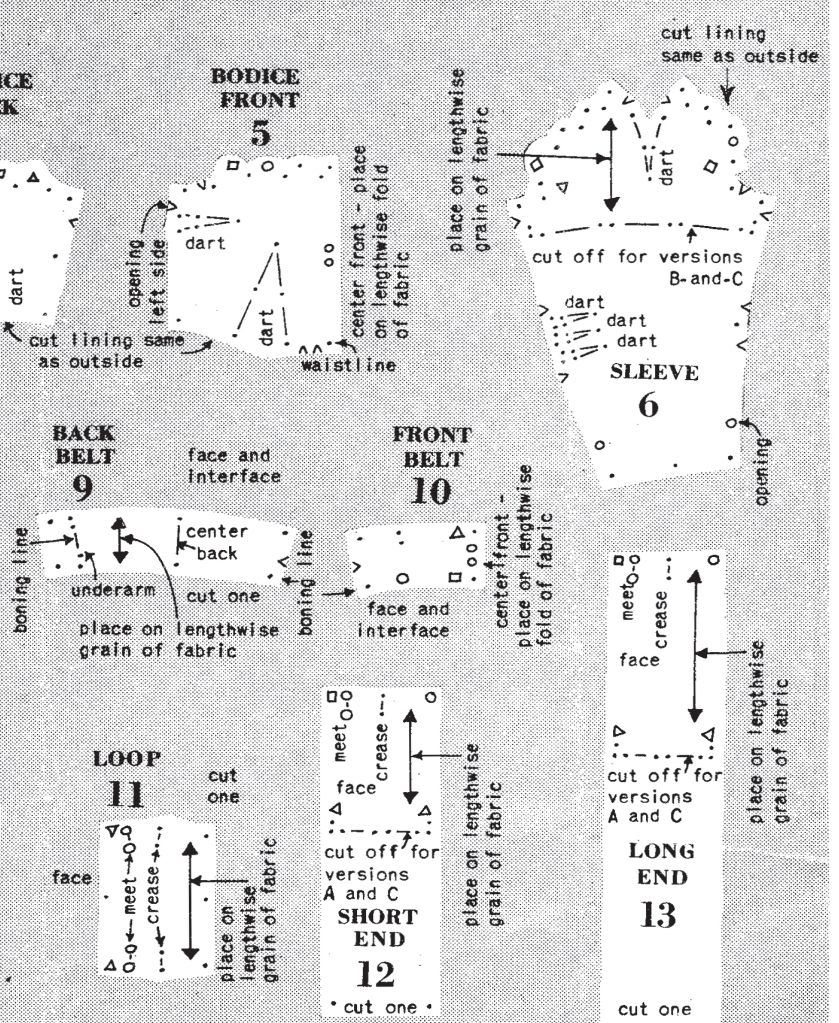 ICE
K
dart
BODICE
FRONT
5
opening
left side
dart
dart
center front - place
on lengthwise fold
of fabric
cut lining same
as outside
waistline
cut lining
same as outside
place on lengthwise
grain of fabric
dart
cut off for versions
B-and-C
dart
dart
dart
SLEEVE
6
opening
BACK
BELT
9
face and
interface
boning line
underarm
center
back
cut one
place on lengthwise
grain of fabric
boning line
FRONT
BELT
10
face and
interface
center front -
place on lengthwise
fold of fabric
LOOP
11
cut
one
face
meet
crease
place on
lengthwise
grain of fabric
meet
crease
face
place on lengthwise
grain of fabric
cut off for
versions
A and C
SHORT
END
12
cut one
meet
crease
face
place on lengthwise
grain of fabric
cut off for
versions
A and C
LONG
END
13
cut one